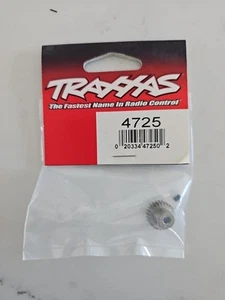 TRAXXAS
The Fastest Name In Radio Control
4725
0 20334 47250 2